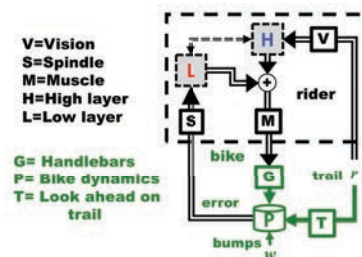 V=Vision
S=Spindle
M=Muscle
H=High layer
L=Low layer
G= Handlebars
P= Bike dynamics
T= Look ahead on
trail
H
V
L
+
rider
S
M
bike
G
trail r
error
P
T
bumps
w